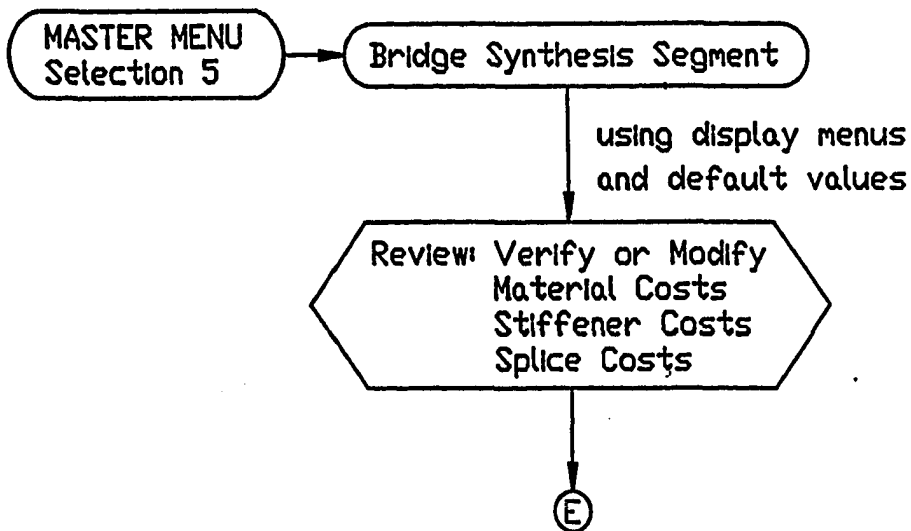 MASTER MENU
Selection 5
Bridge Synthesis Segment
using display menus
and default values
Review: Verify or Modify
Material Costs
Stiffener Costs
Splice Costs
E